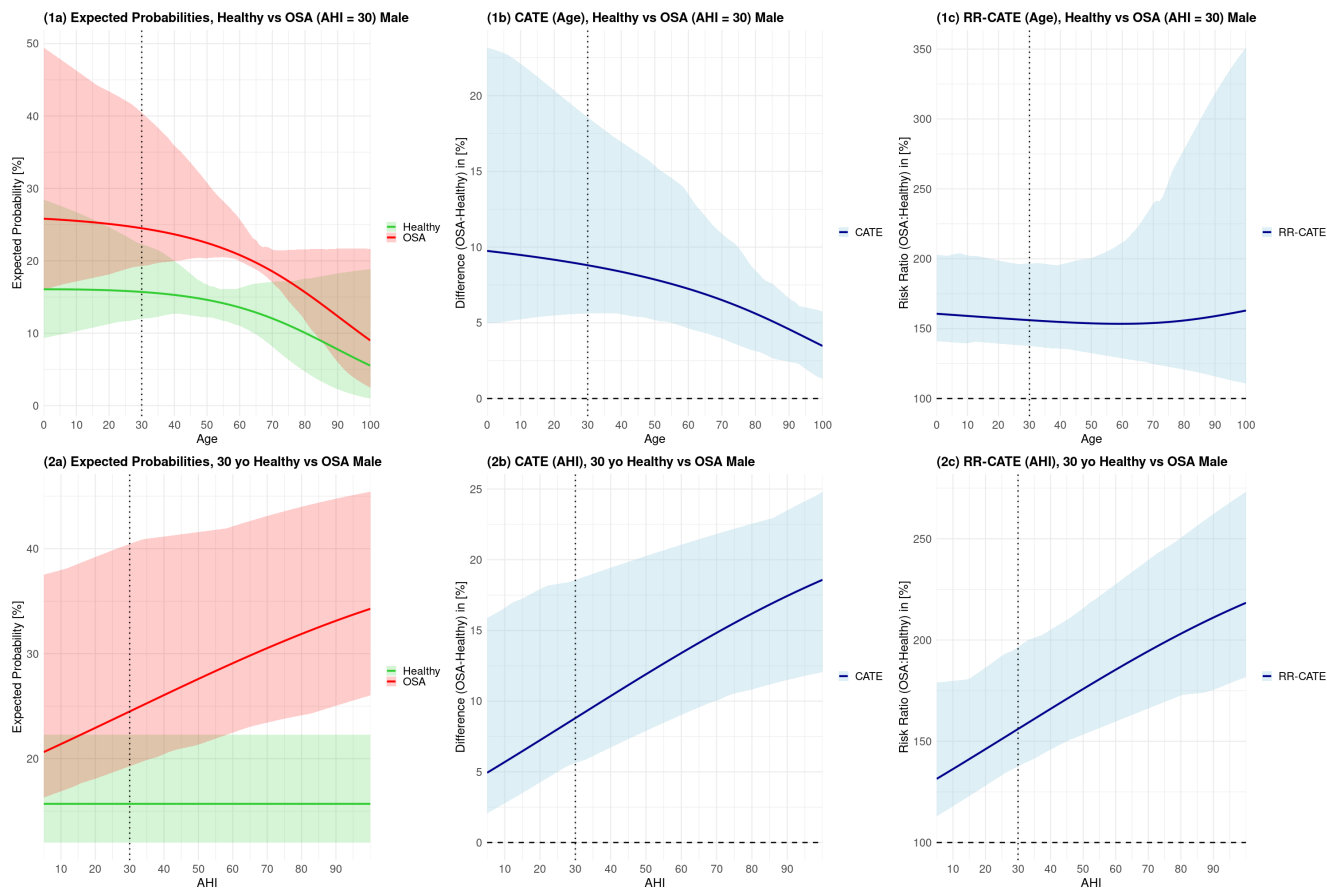 (1a) Expected Probabilities, Healthy vs OSA (AHI = 30) Male
Expected Probability [%]
50
40
30
20
10
0
0 10 20 30 40 50 60 70 80 90 100
Age
Healthy
OSA
(1b) CATE (Age), Healthy vs OSA (AHI = 30) Male
Difference (OSA-Healthy) in [%]
20
15
10
5
0
0 10 20 30 40 50 60 70 80 90 100
Age
CATE
(1c) RR-CATE (Age), Healthy vs OSA (AHI = 30) Male
Risk Ratio (OSA:Healthy) in [%]
350
300
250
200
150
100
0 10 20 30 40 50 60 70 80 90 100
Age
RR-CATE
(2a) Expected Probabilities, 30 yo Healthy vs OSA Male
Expected Probability [%]
40
30
20
10 20 30 40 50 60 70 80 90
AHI
Healthy
OSA
(2b) CATE (AHI), 30 yo Healthy vs OSA Male
Difference (OSA-Healthy) in [%]
25
20
15
10
5
0
10 20 30 40 50 60 70 80 90
AHI
CATE
(2c) RR-CATE (AHI), 30 yo Healthy vs OSA Male
Risk Ratio (OSA:Healthy) in [%]
250
200
150
100
10 20 30 40 50 60 70 80 90
AHI
RR-CATE